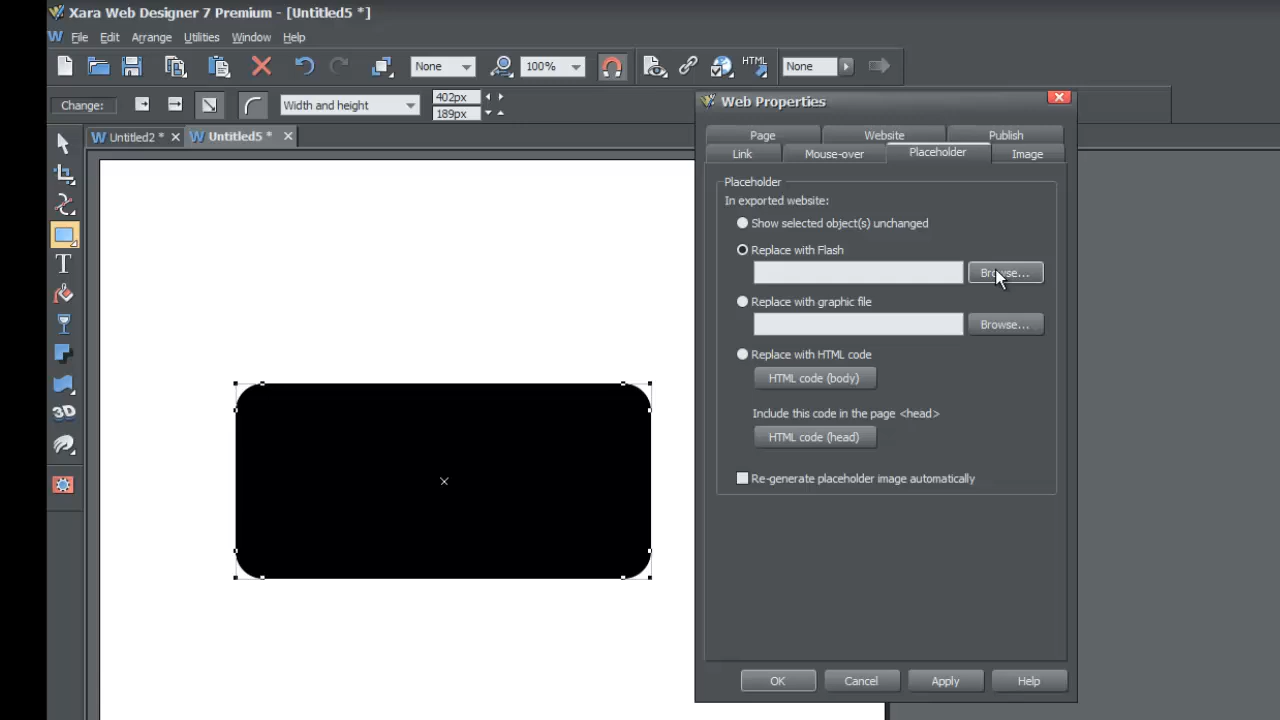 Xara Web Designer 7 Premium - [Untitled5 *]
W File Edit Arrange Utilities Window Help
None 100% HTML None
Change: Width and height 402px
189px
W Untitled2 * W Untitled5 *
T
3D
Web Properties
Page Website Publish
Link Mouse-over Placeholder Image
Placeholder
In exported website:
Show selected object(s) unchanged
Replace with Flash
Browse...
Replace with graphic file
Browse...
Replace with HTML code
HTML code (body)
Include this code in the page <head>
HTML code (head)
Re-generate placeholder image automatically
OK Cancel Apply Help